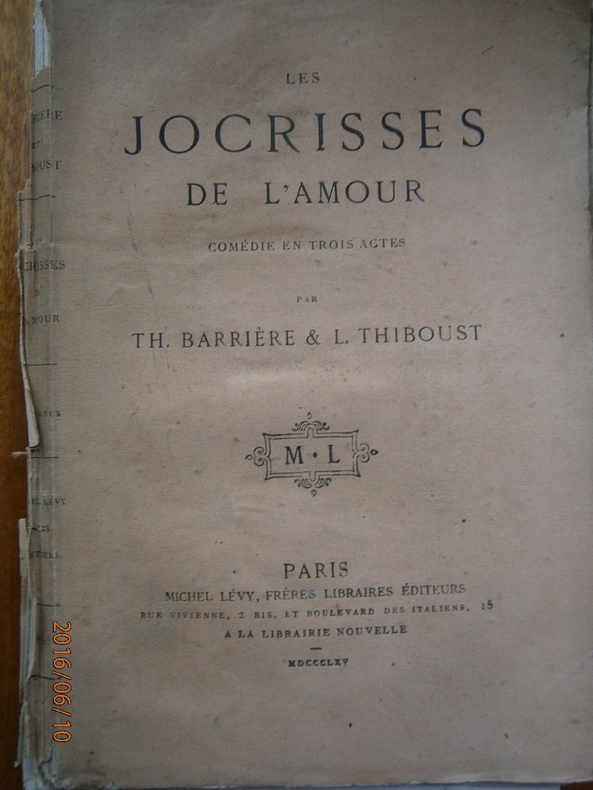 LES
JOCRISSES
DE L'AMOUR
COMÉDIE EN TROIS ACTES
PAR
TH. BARRIÈRE & L. THIBOUST
M · L
PARIS
MICHEL LÉVY, FRÈRES LIBRAIRES ÉDITEURS
RUE VIVIENNE, 2 BIS, ET BOULEVARD DES ITALIENS, 15
A LA LIBRAIRIE NOUVELLE
MDCCCLXV
2016/06/10